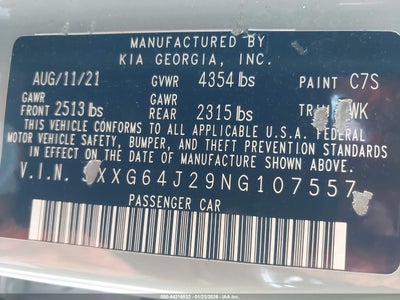 MANUFACTURED BY
KIA GEORGIA, INC.
AUG/11/21 GVWR 4354 lbs PAINT C7S
GAWR GAWR
FRONT 2513 lbs REAR 2315 lbs WK
THIS VEHICLE CONFORMS TO ALL APPLICABLE U.S.A. FEDERAL
MOTOR VEHICLE SAFETY, BUMPER, AND THEFT PREVENTION STANDARDS
IN EFFECT ON THE DATE OF MANUFACTURE SHOWN ABOVE.
V.I.N. XXG64J29NG107557
PASSENGER CAR